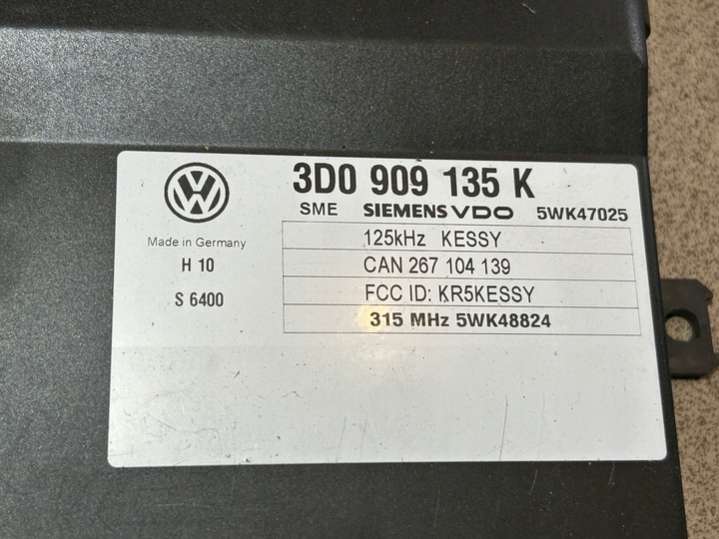 3D0 909 135 K
SME SIEMENS VDO 5WK47025
Made in Germany
H 10
S 6400
125kHz KESSY
CAN 267 104 139
FCC ID: KR5KESSY
315 MHz 5WK48824